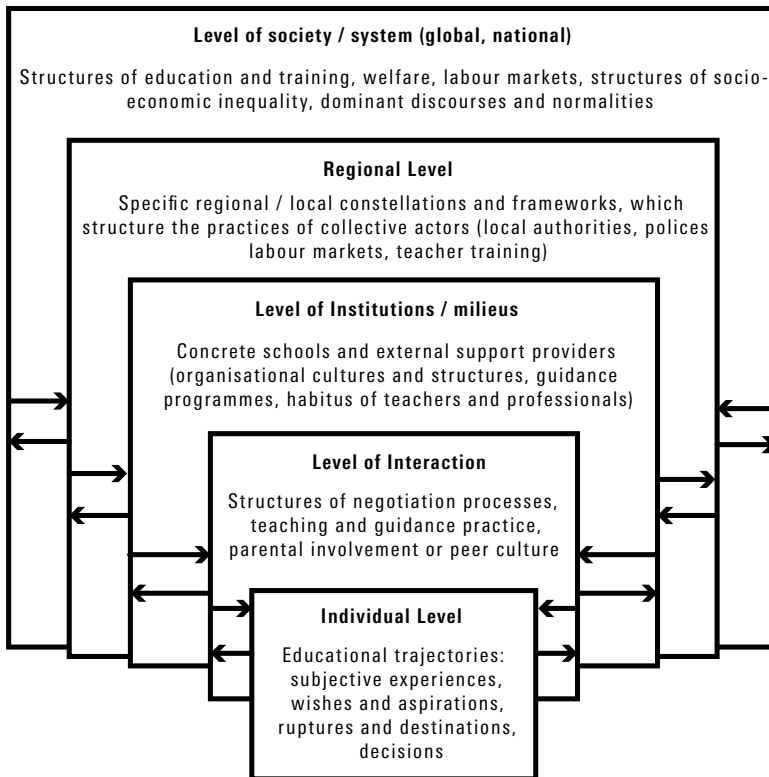 Level of society / system (global, national)
Structures of education and training, welfare, labour markets, structures of socio-
economic inequality, dominant discourses and normalities
Regional Level
Specific regional / local constellations and frameworks, which
structure the practices of collective actors (local authorities, polices
labour markets, teacher training)
Level of Institutions / milieus
Concrete schools and external support providers
(organisational cultures and structures, guidance
programmes, habitus of teachers and professionals)
Level of Interaction
Structures of negotiation processes,
teaching and guidance practice,
parental involvement or peer culture
Individual Level
Educational trajectories:
subjective experiences,
wishes and aspirations,
ruptures and destinations,
decisions